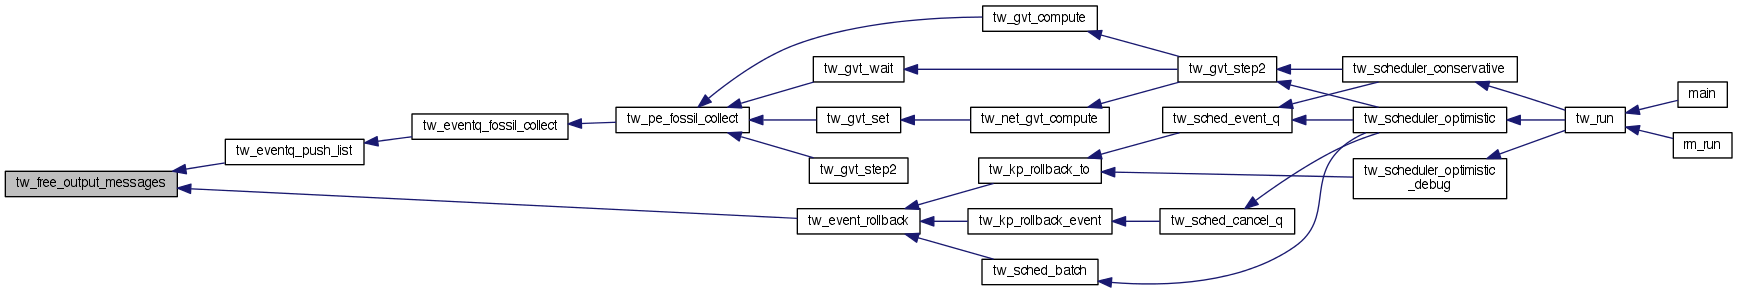 tw_gvt_compute
tw_gvt_wait
tw_gvt_step2
tw_scheduler_conservative
main
tw_eventq_fossil_collect
tw_pe_fossil_collect
tw_gvt_set
tw_net_gvt_compute
tw_sched_event_q
tw_scheduler_optimistic
tw_run
tw_eventq_push_list
rm_run
tw_free_output_messages
tw_gvt_step2
tw_kp_rollback_to
tw_scheduler_optimistic
_debug
tw_event_rollback
tw_kp_rollback_event
tw_sched_cancel_q
tw_sched_batch